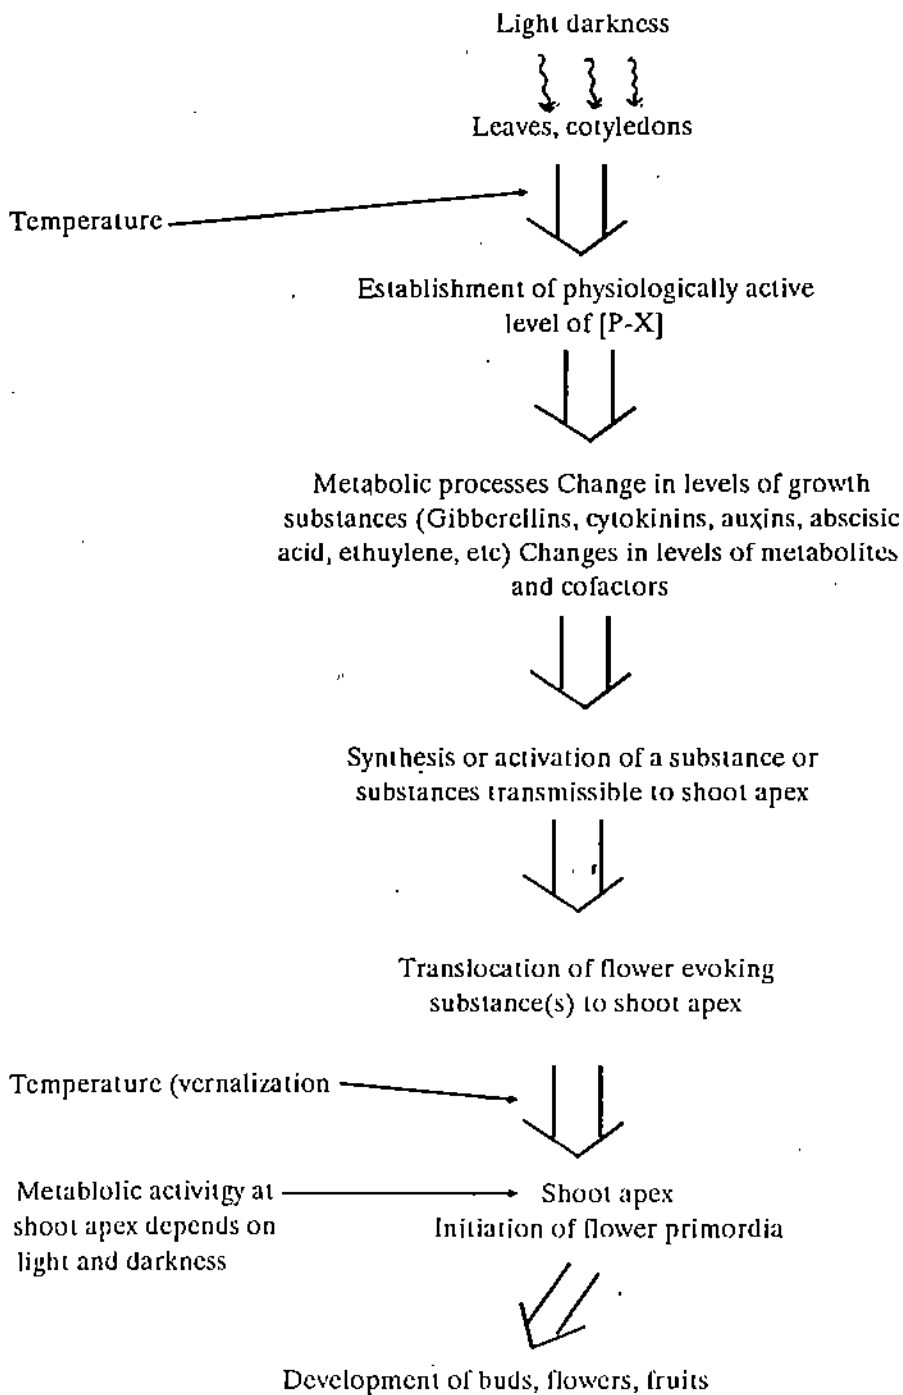 Light darkness
Leaves, cotyledons
Temperature
Establishment of physiologically active
level of [P-X]
Metabolic processes Change in levels of growth
substances (Gibberellins, cytokinins, auxins, abscisic
acid, ethuylene, etc) Changes in levels of metabolites
and cofactors
Synthesis or activation of a substance or
substances transmissible to shoot apex
Translocation of flower evoking
substance(s) to shoot apex
Temperature (vernalization
Metablolic activitgy at
shoot apex depends on
light and darkness
Shoot apex
Initiation of flower primordia
Development of buds, flowers, fruits